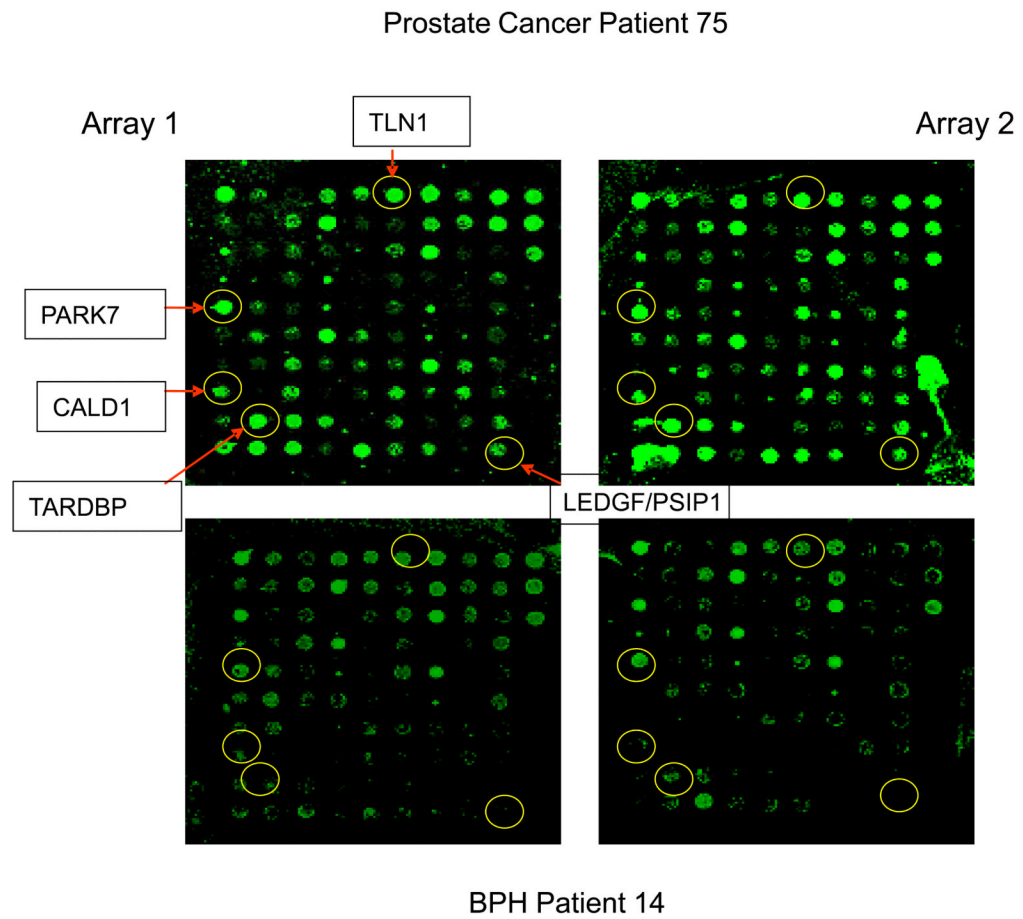 Prostate Cancer Patient 75
Array 1
TLN1
Array 2
PARK7
CALD1
TARDBP
LEDGF/PSIP1
BPH Patient 14